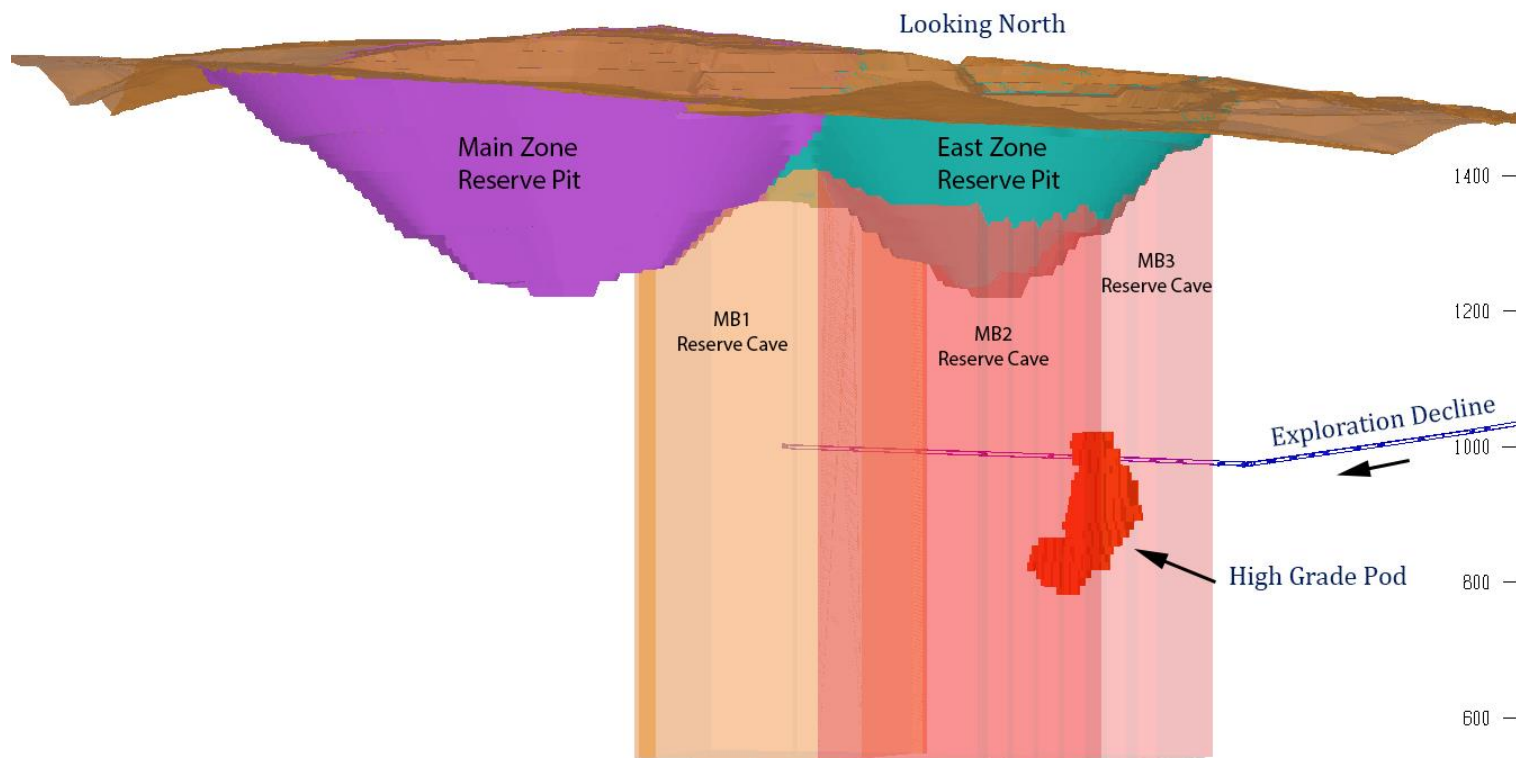 Looking North
Main Zone
Reserve Pit
East Zone
Reserve Pit
1400
MB3
Reserve Cave
1200
MB1
Reserve Cave
MB2
Reserve Cave
Exploration Decline
1000
High Grade Pod
800
600